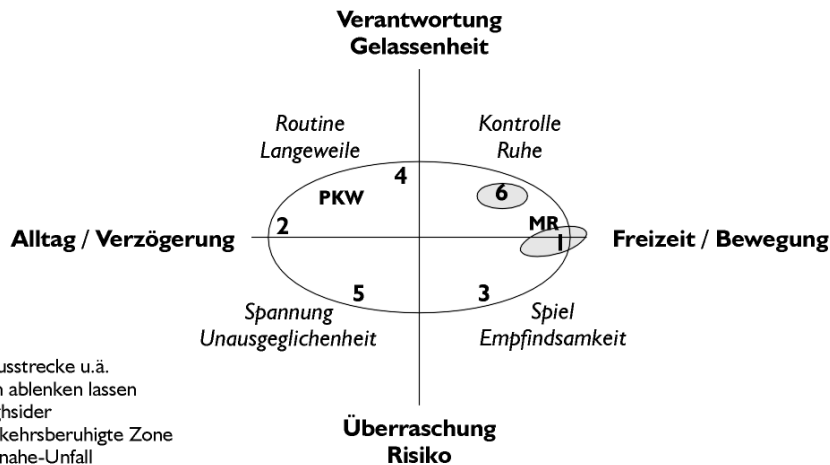 Verantwortung
Gelassenheit
Routine
Langeweile
Kontrolle
Ruhe
4
6
PKW
MR
2
1
Alltag / Verzögerung
Freizeit / Bewegung
5
3
Spannung
Unausgeglichenheit
Spiel
Empfindsamkeit
usstrecke u.ä.
n ablenken lassen
ghsider
kehrsberuhigte Zone
nahe-Unfall
Überraschung
Risiko